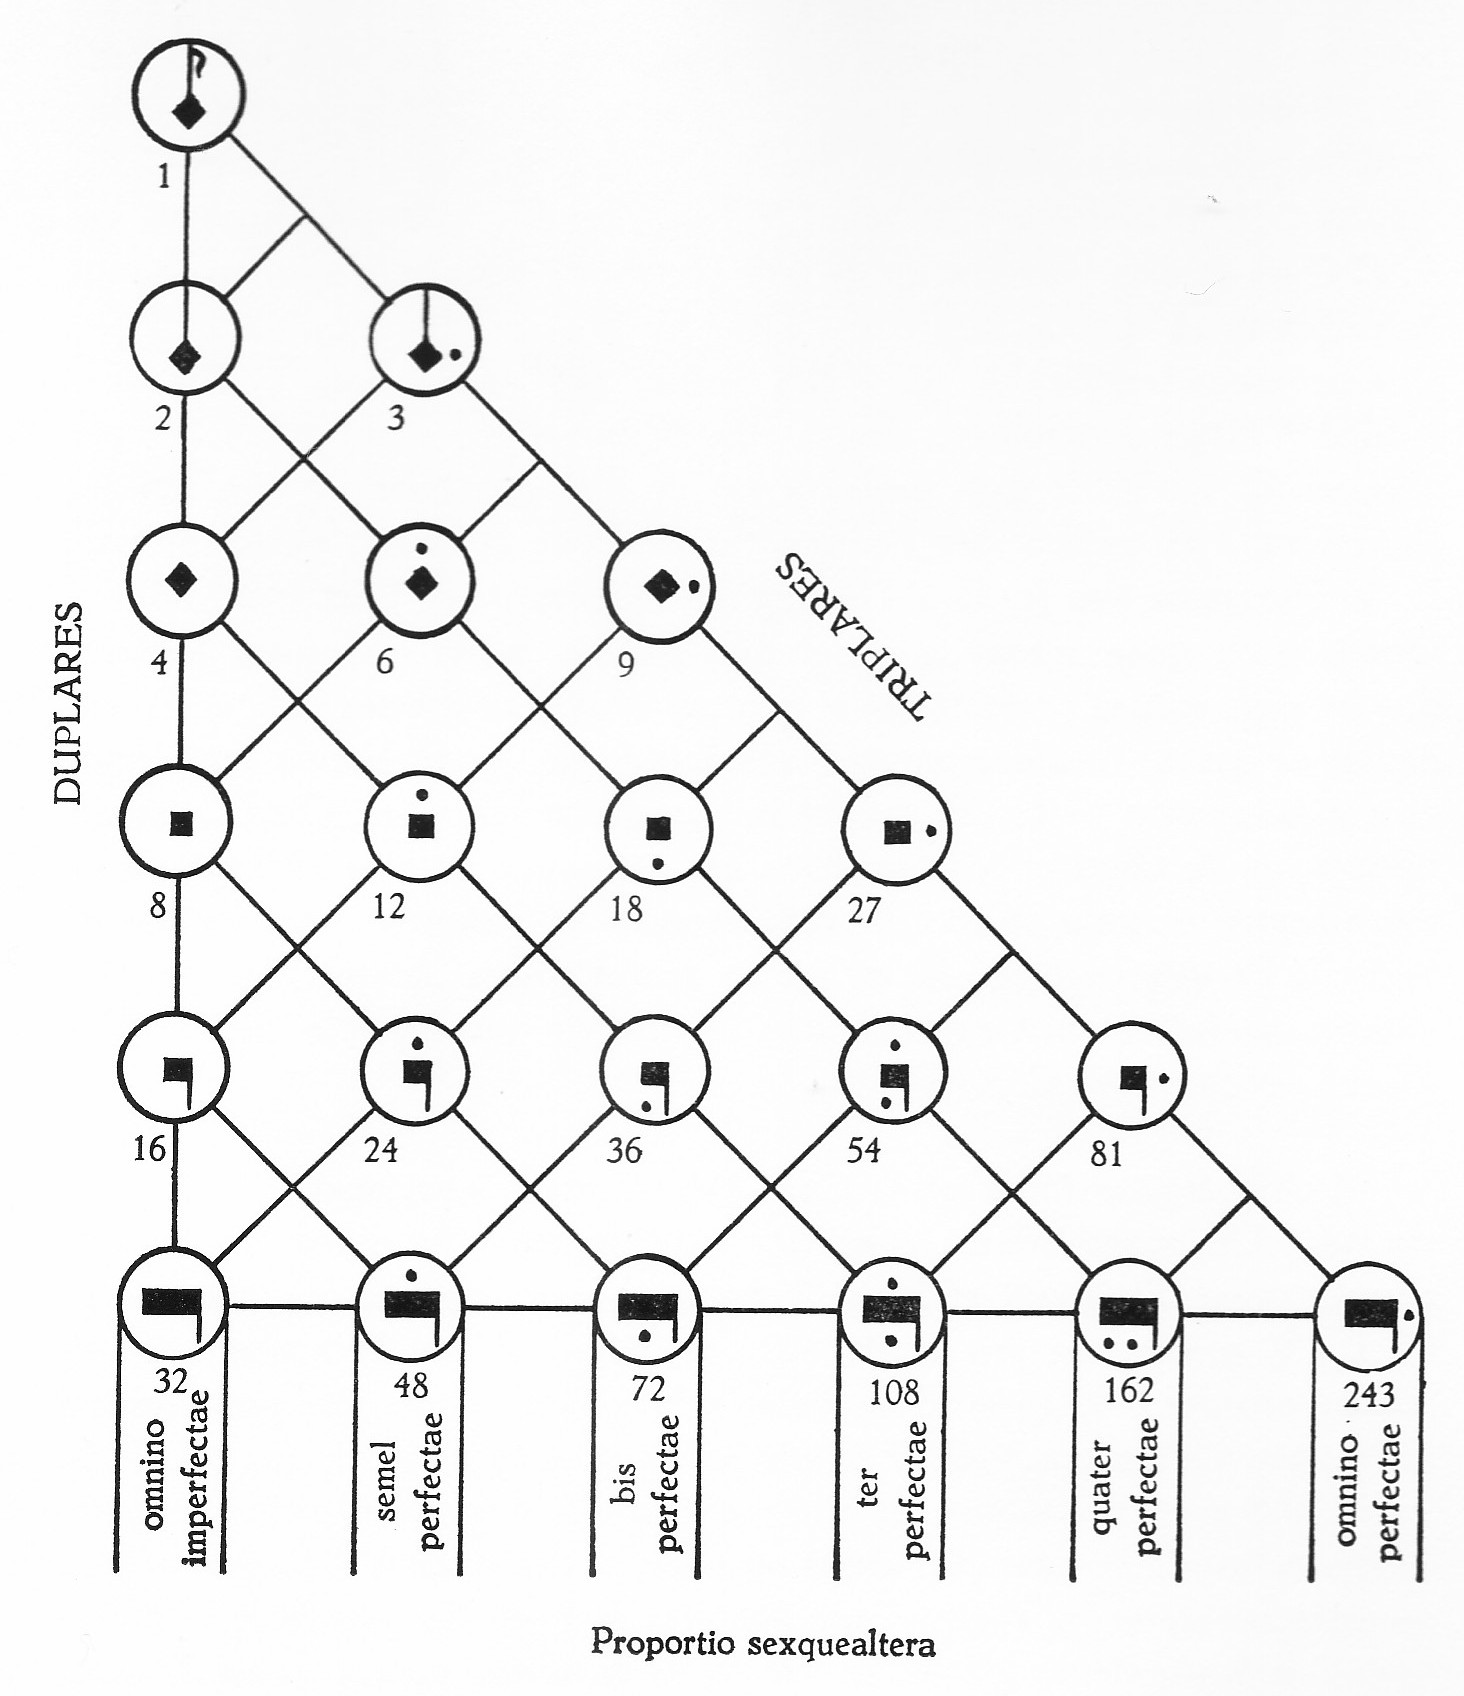 1
2 3
4 6 9
DUPLARES
TRIPLARES
8 12 18 27
16 24 36 54 81
32 48 72 108 162 243
omnino
imperfectae
semel
perfectae
bis
perfectae
ter
perfectae
quater
perfectae
omnino
perfectae
Proportio sexquealtera